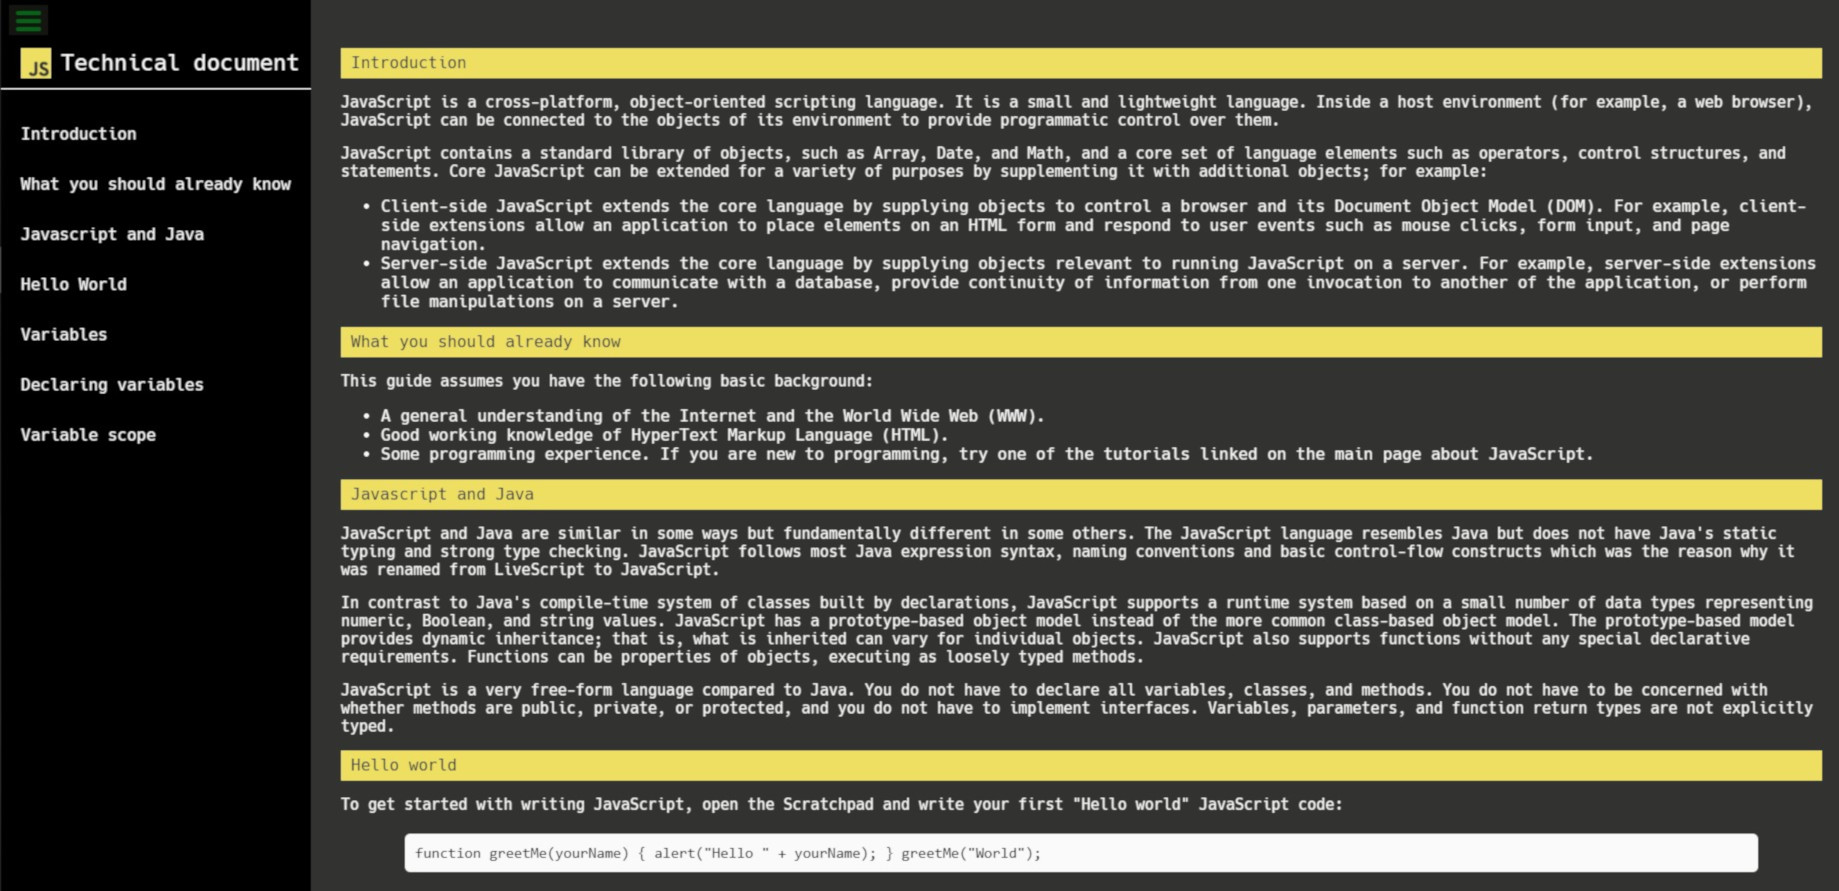 JS Technical document
Introduction
What you should already know
Javascript and Java
Hello World
Variables
Declaring variables
Variable scope
Introduction
JavaScript is a cross-platform, object-oriented scripting language. It is a small and lightweight language. Inside a host environment (for example, a web browser),
JavaScript can be connected to the objects of its environment to provide programmatic control over them.
JavaScript contains a standard library of objects, such as Array, Date, and Math, and a core set of language elements such as operators, control structures, and
statements. Core JavaScript can be extended for a variety of purposes by supplementing it with additional objects; for example:
• Client-side JavaScript extends the core language by supplying objects to control a browser and its Document Object Model (DOM). For example, client-
side extensions allow an application to place elements on an HTML form and respond to user events such as mouse clicks, form input, and page
navigation.
• Server-side JavaScript extends the core language by supplying objects relevant to running JavaScript on a server. For example, server-side extensions
allow an application to communicate with a database, provide continuity of information from one invocation to another of the application, or perform
file manipulations on a server.
What you should already know
This guide assumes you have the following basic background:
• A general understanding of the Internet and the World Wide Web (WWW).
• Good working knowledge of HyperText Markup Language (HTML).
• Some programming experience. If you are new to programming, try one of the tutorials linked on the main page about JavaScript.
Javascript and Java
JavaScript and Java are similar in some ways but fundamentally different in some others. The JavaScript language resembles Java but does not have Java's static
typing and strong type checking. JavaScript follows most Java expression syntax, naming conventions and basic control-flow constructs which was the reason why it
was renamed from LiveScript to JavaScript.
In contrast to Java's compile-time system of classes built by declarations, JavaScript supports a runtime system based on a small number of data types representing
numeric, Boolean, and string values. JavaScript has a prototype-based object model instead of the more common class-based object model. The prototype-based model
provides dynamic inheritance; that is, what is inherited can vary for individual objects. JavaScript also supports functions without any special declarative
requirements. Functions can be properties of objects, executing as loosely typed methods.
JavaScript is a very free-form language compared to Java. You do not have to declare all variables, classes, and methods. You do not have to be concerned with
whether methods are public, private, or protected, and you do not have to implement interfaces. Variables, parameters, and function return types are not explicitly
typed.
Hello world
To get started with writing JavaScript, open the Scratchpad and write your first "Hello world" JavaScript code:
function greetMe(yourName) { alert("Hello " + yourName); } greetMe("World");